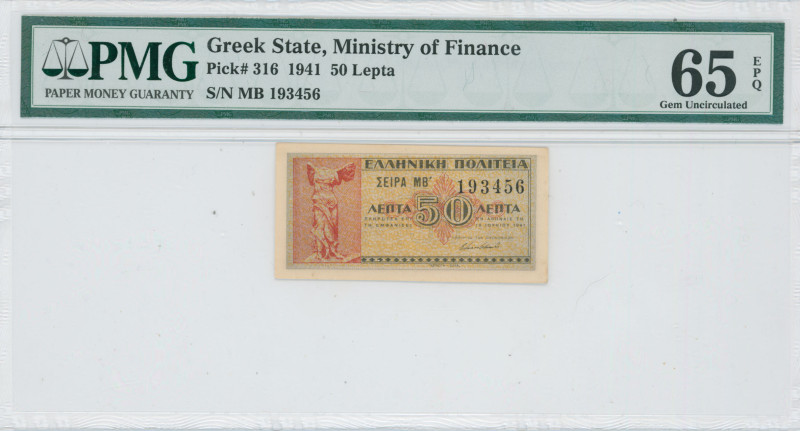 PMG
PAPER MONEY GUARANTY
Greek State, Ministry of Finance
Pick# 316 1941 50 Lepta
S/N MB 193456
65
EPQ
Gem Uncirculated
ΕΛΛΗΝΙΚΗ ΠΟΛΙΤΕΙΑ
ΣΕΙΡΑ ΜΒ' 193456
ΛΕΠΤΑ 50 ΛΕΠΤΑ